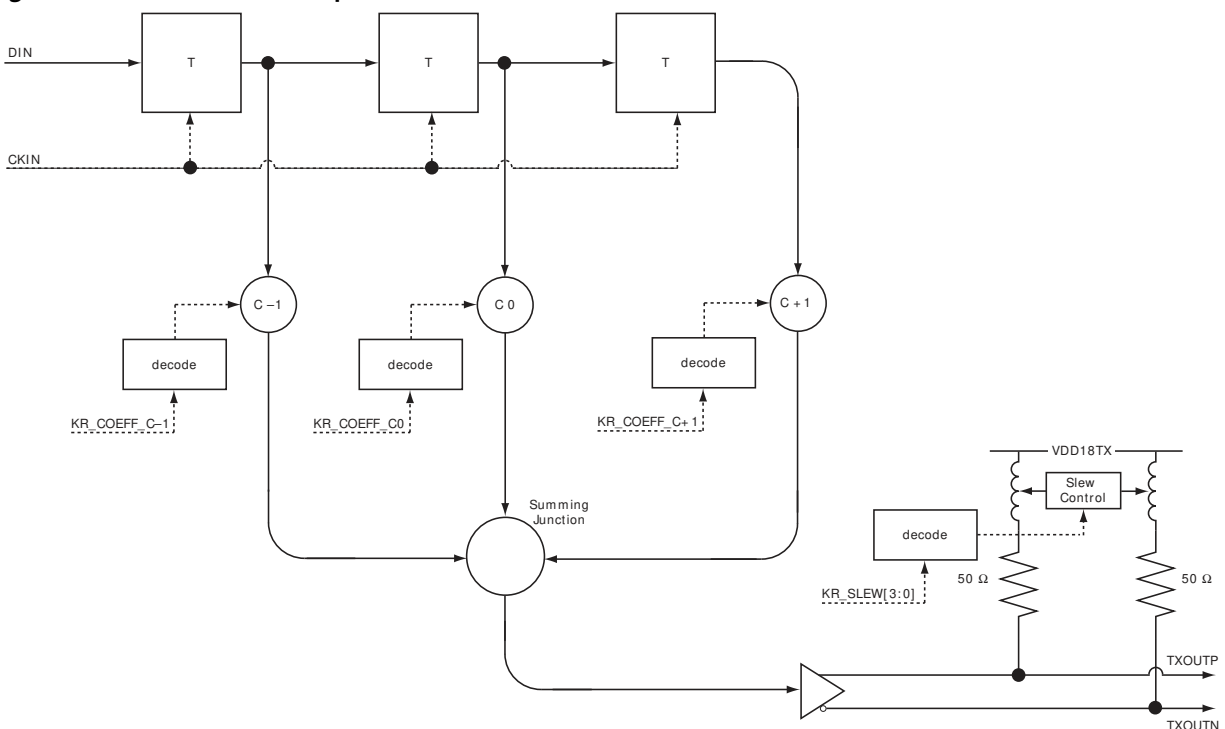 DIN
T
T
T
CKIN
C –1
C 0
C +1
decode
decode
decode
KR_COEFF_C–1
KR_COEFF_C0
KR_COEFF_C+1
Summing
Junction
VDD18TX
Slew
Control
decode
50 Ω
50 Ω
KR_SLEW[3:0]
TXOUTP
TXOUTN